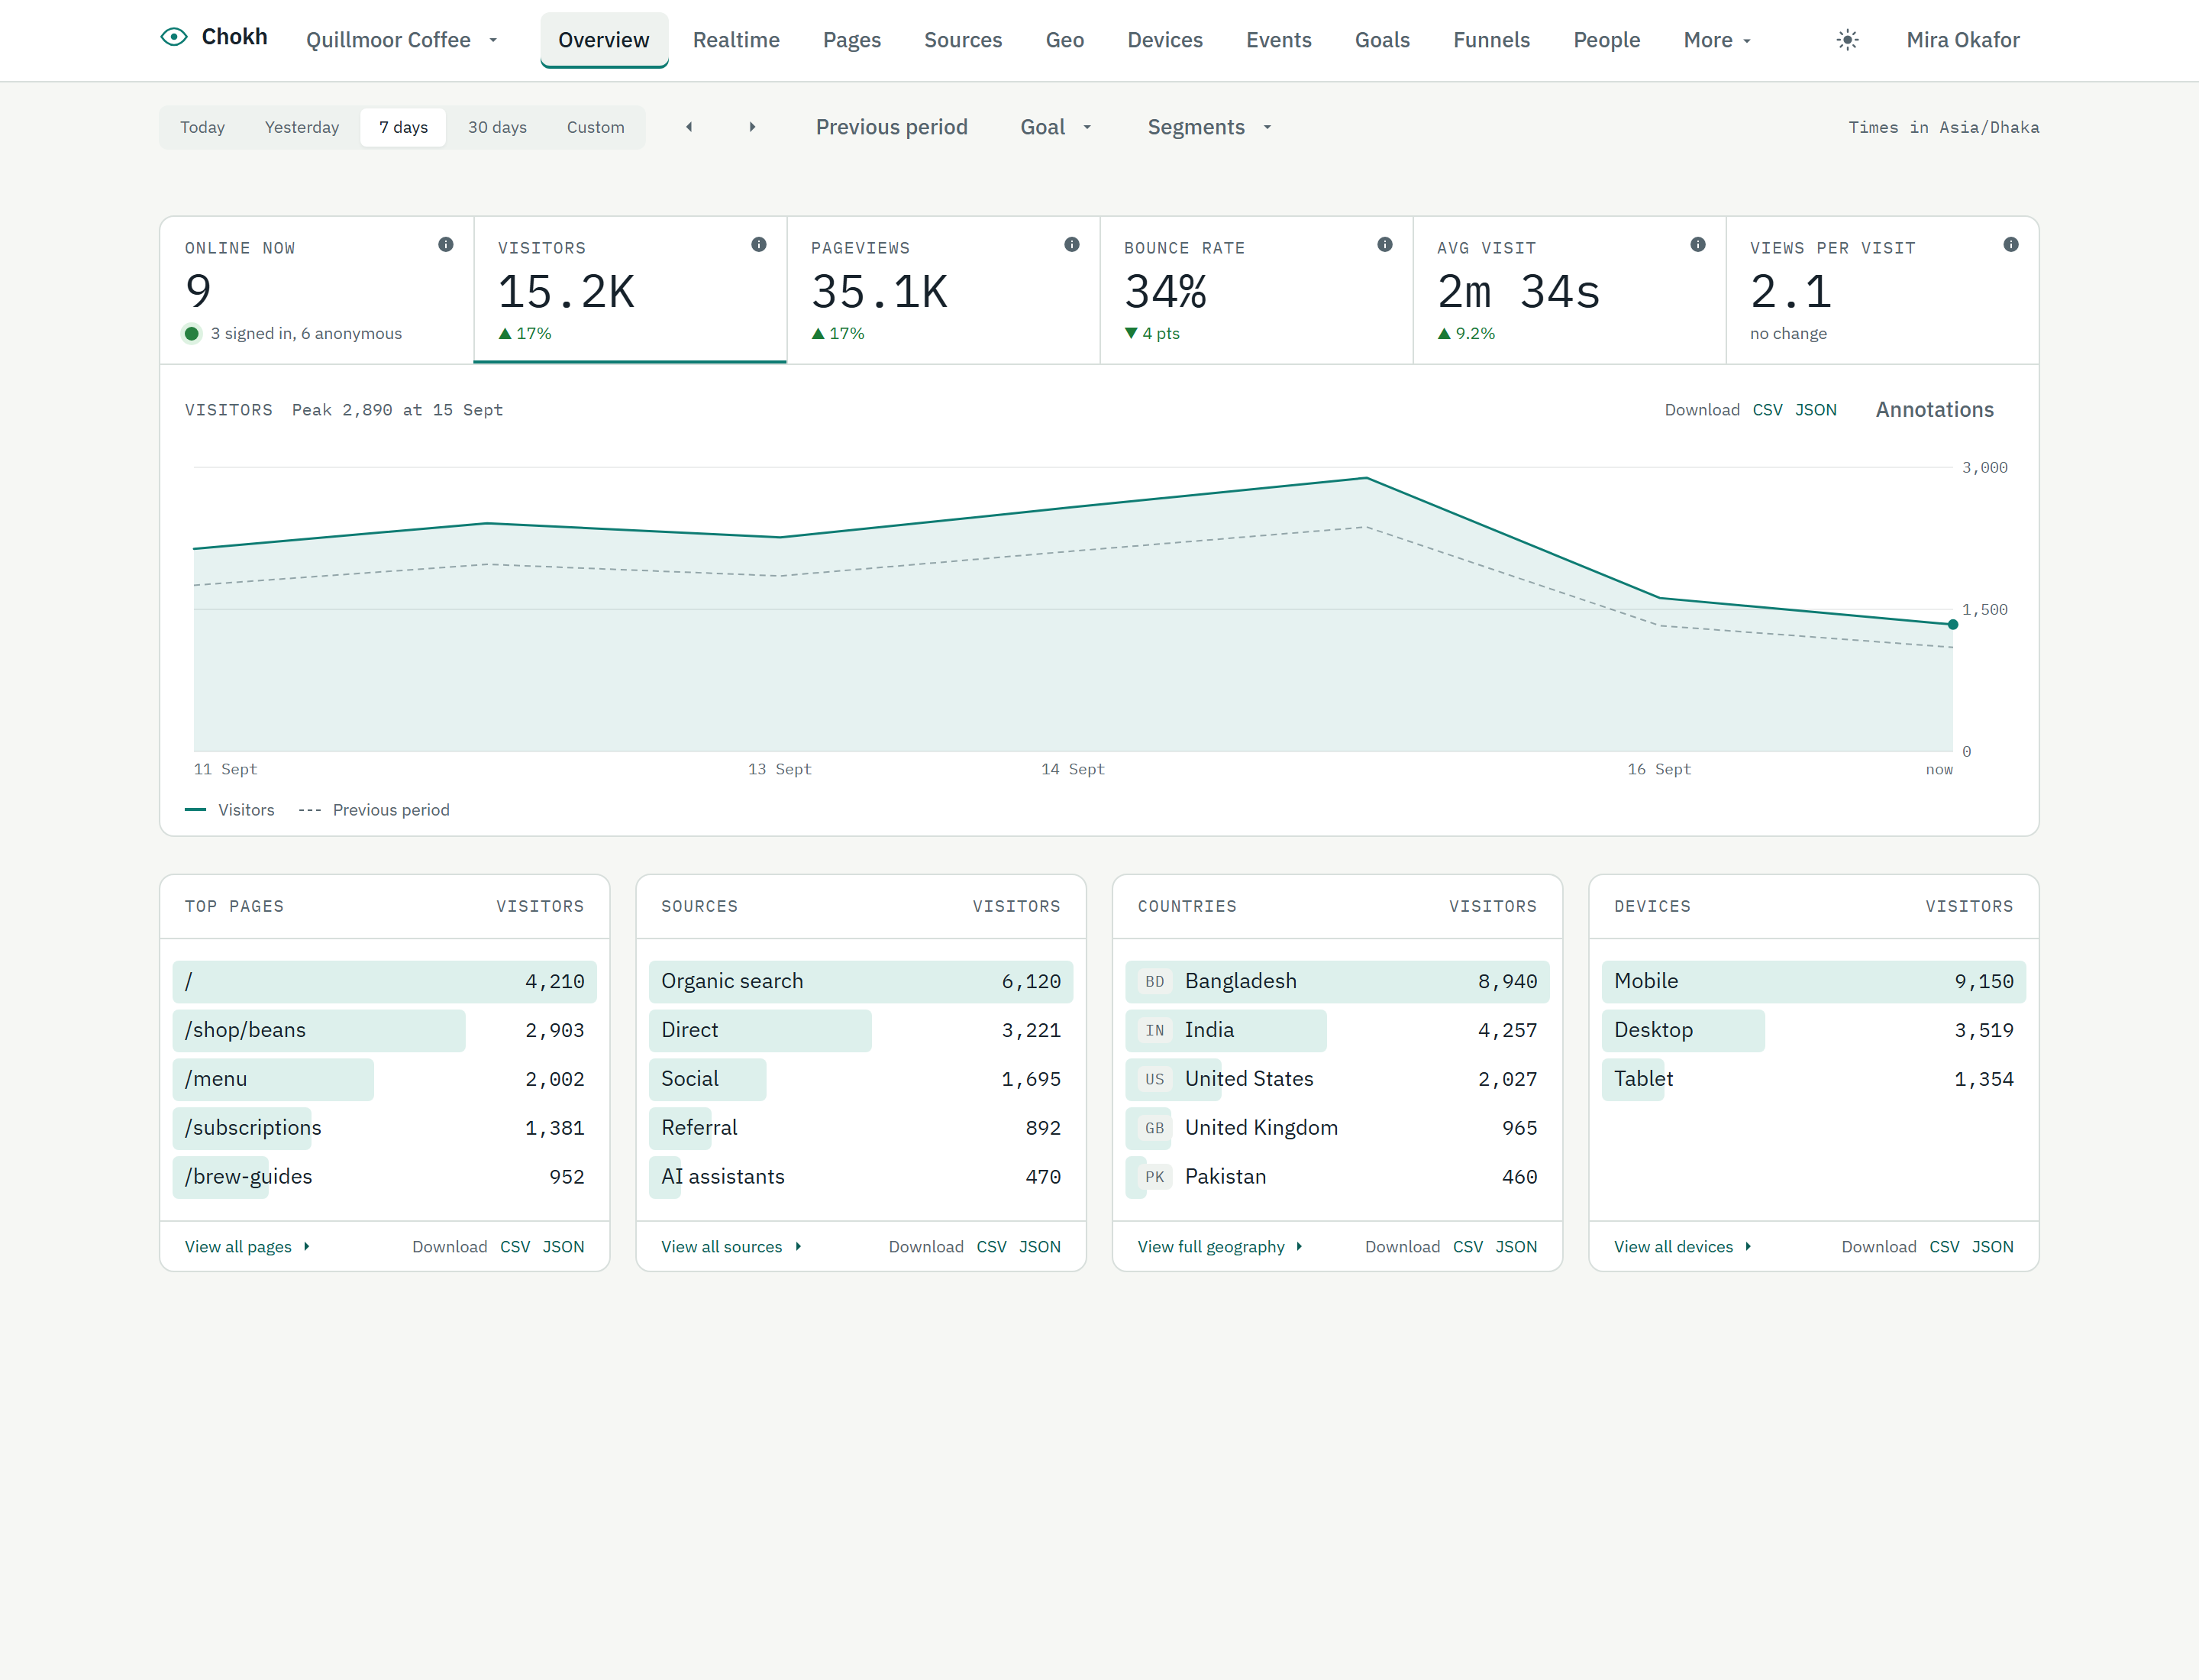 Chokh Quillmoor Coffee Overview Realtime Pages Sources Geo Devices Events Goals Funnels People More Mira Okafor
Today Yesterday 7 days 30 days Custom Previous period Goal Segments Times in Asia/Dhaka
ONLINE NOW
9
3 signed in, 6 anonymous
VISITORS
15.2K
▲ 17%
PAGEVIEWS
35.1K
▲ 17%
BOUNCE RATE
34%
▼ 4 pts
AVG VISIT
2m 34s
▲ 9.2%
VIEWS PER VISIT
2.1
no change
VISITORS Peak 2,890 at 15 Sept Download CSV JSON Annotations
3,000
1,500
0
11 Sept 13 Sept 14 Sept 16 Sept now
Visitors Previous period
TOP PAGES VISITORS
/ 4,210
/shop/beans 2,903
/menu 2,002
/subscriptions 1,381
/brew-guides 952
View all pages Download CSV JSON
SOURCES VISITORS
Organic search 6,120
Direct 3,221
Social 1,695
Referral 892
AI assistants 470
View all sources Download CSV JSON
COUNTRIES VISITORS
BD Bangladesh 8,940
IN India 4,257
US United States 2,027
GB United Kingdom 965
PK Pakistan 460
View full geography Download CSV JSON
DEVICES VISITORS
Mobile 9,150
Desktop 3,519
Tablet 1,354
View all devices Download CSV JSON